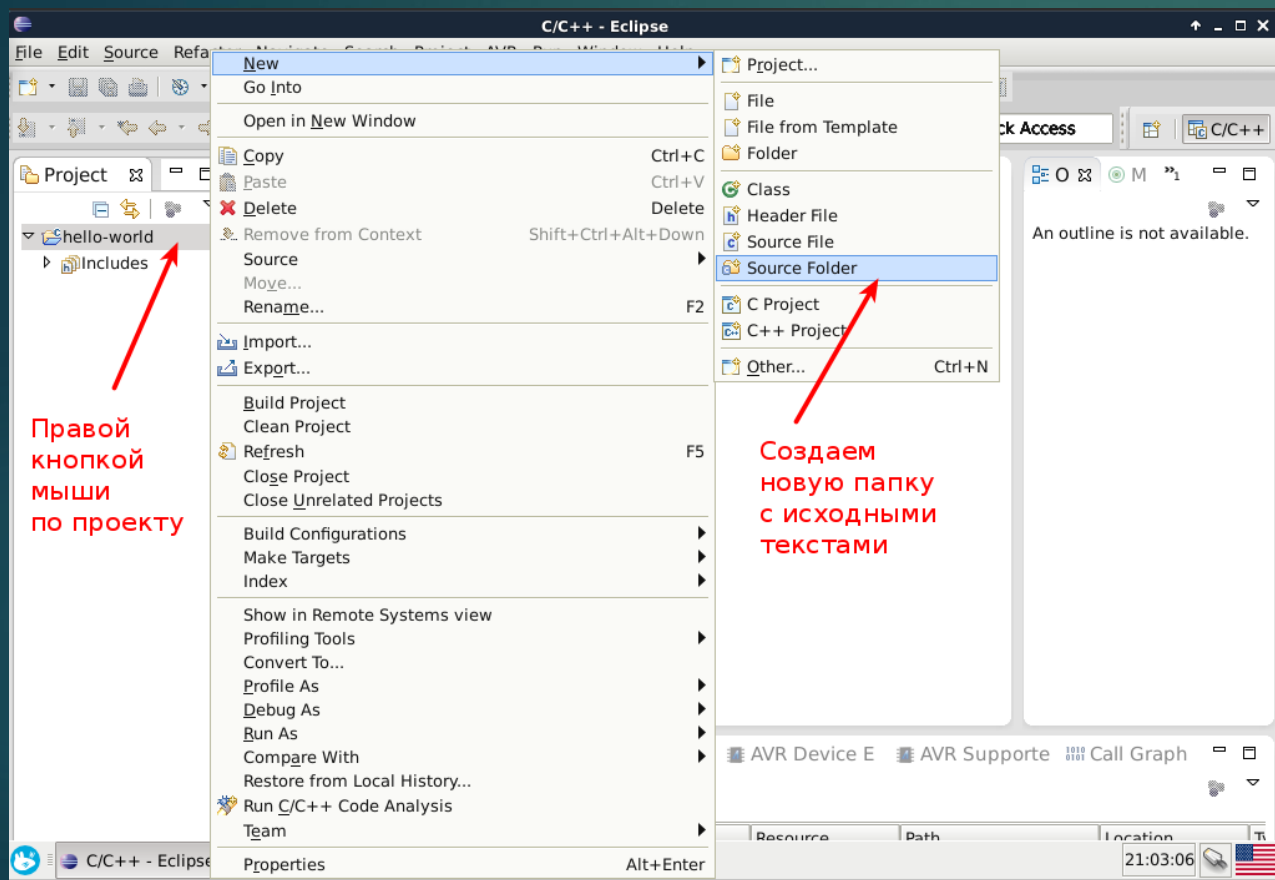 C/C++ - Eclipse
File Edit Source
New
Go Into
Open in New Window
Copy Ctrl+C
Paste Ctrl+V
Delete Delete
Remove from Context Shift+Ctrl+Alt+Down
Source
Move...
Rename... F2
Import...
Export...
Build Project
Clean Project
Refresh F5
Close Project
Close Unrelated Projects
Build Configurations
Make Targets
Index
Show in Remote Systems view
Profiling Tools
Convert To...
Profile As
Debug As
Run As
Compare With
Restore from Local History...
Run C/C++ Code Analysis
Team
Properties Alt+Enter
Project...
File
File from Template
Folder
Class
Header File
Source File
Source Folder
C Project
C++ Project
Other... Ctrl+N
Access
C/C++
Project
hello-world
Includes
O M »1
An outline is not available.
Правой
кнопкой
мыши
по проекту
Создаем
новую папку
с исходными
текстами
AVR Device E AVR Supporte Call Graph
Resource Path Location
C/C++ - Eclipse
21:03:06